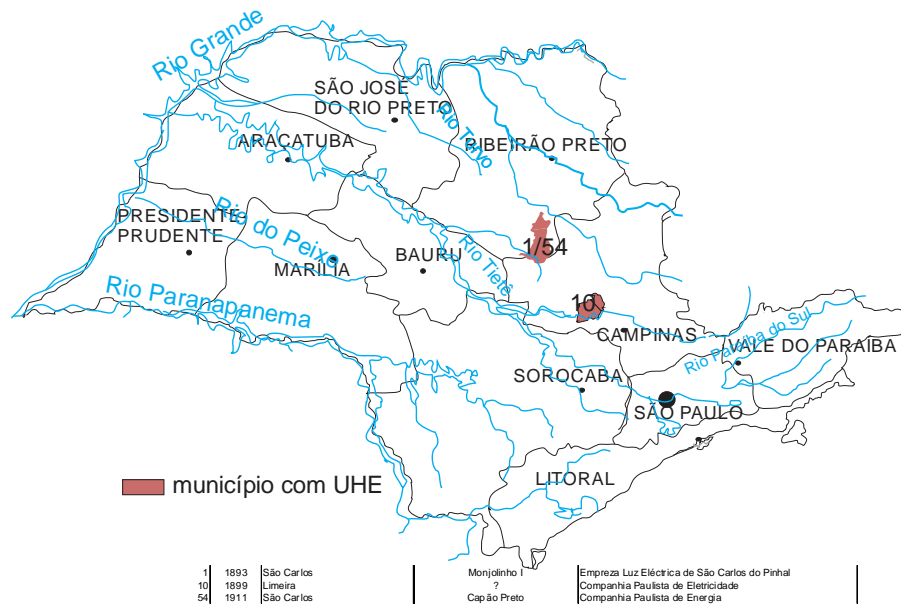 Rio Grande
SÃO JOSÉ
DO RIO PRETO
Rio Turvo
ARAÇATUBA
RIBEIRÃO PRETO
PRESIDENTE
PRUDENTE
Rio do Peixe
MARÍLIA
BAURU
Rio Tietê
1/54
Rio Paranapanema
10
CAMPINAS
Rio Paraíba do Sul
VALE DO PARAÍBA
SOROCABA
SÃO PAULO
LITORAL
município com UHE
1 1893 São Carlos Monjolinho I Empreza Luz Eléctrica de São Carlos do Pinhal
10 1899 Limeira ? Companhia Paulista de Eletricidade
54 1911 São Carlos Capão Preto Companhia Paulista de Energia